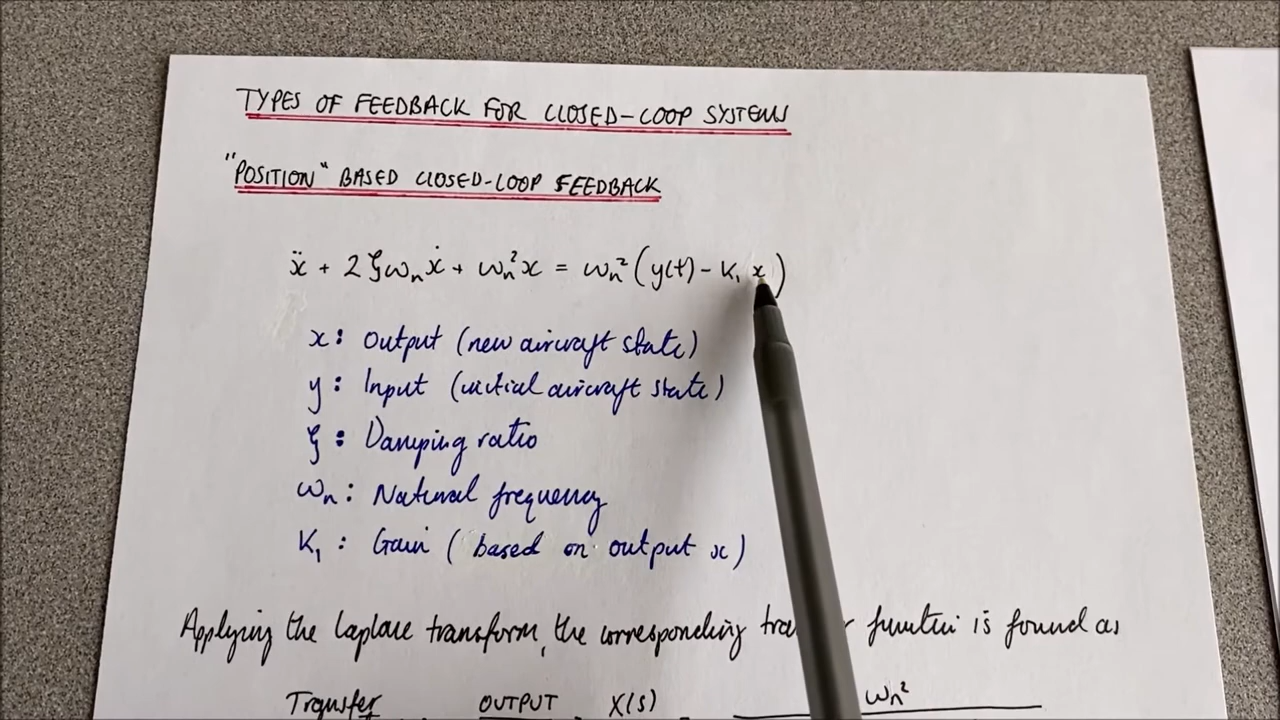 TYPES OF FEEDBACK FOR CLOSED-LOOP SYSTEMS
"POSITION" BASED CLOSED-LOOP FEEDBACK
ẍ + 2ζωₙẋ + ωₙ²x = ωₙ²(y(t) - K₁ x)
x: Output (new aircraft state)
y: Input (initial aircraft state)
ζ: Damping ratio
ωₙ: Natural frequency
K₁: Gain (based on output x)
Applying the Laplace transform, the corresponding function is found as
Transfer OUTPUT X(s) ωₙ²